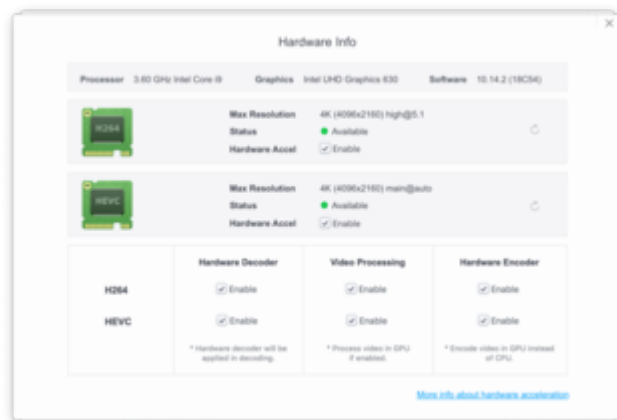 Hardware Info
Processor 3.60 GHz Intel Core i9 Graphics Intel UHD Graphics 630 Software 10.14.2 (18C54)
H264
Max Resolution 4K (4096x2160) high@5.1
Status Available
Hardware Accel Enable
HEVC
Max Resolution 4K (4096x2160) main@auto
Status Available
Hardware Accel Enable
Hardware Decoder Video Processing Hardware Encoder
H264 Enable Enable Enable
HEVC Enable Enable Enable
* Hardware decoder will be * Process video in GPU * Encode video in GPU instead
applied in decoding. if enabled. of CPU.
More info about hardware acceleration